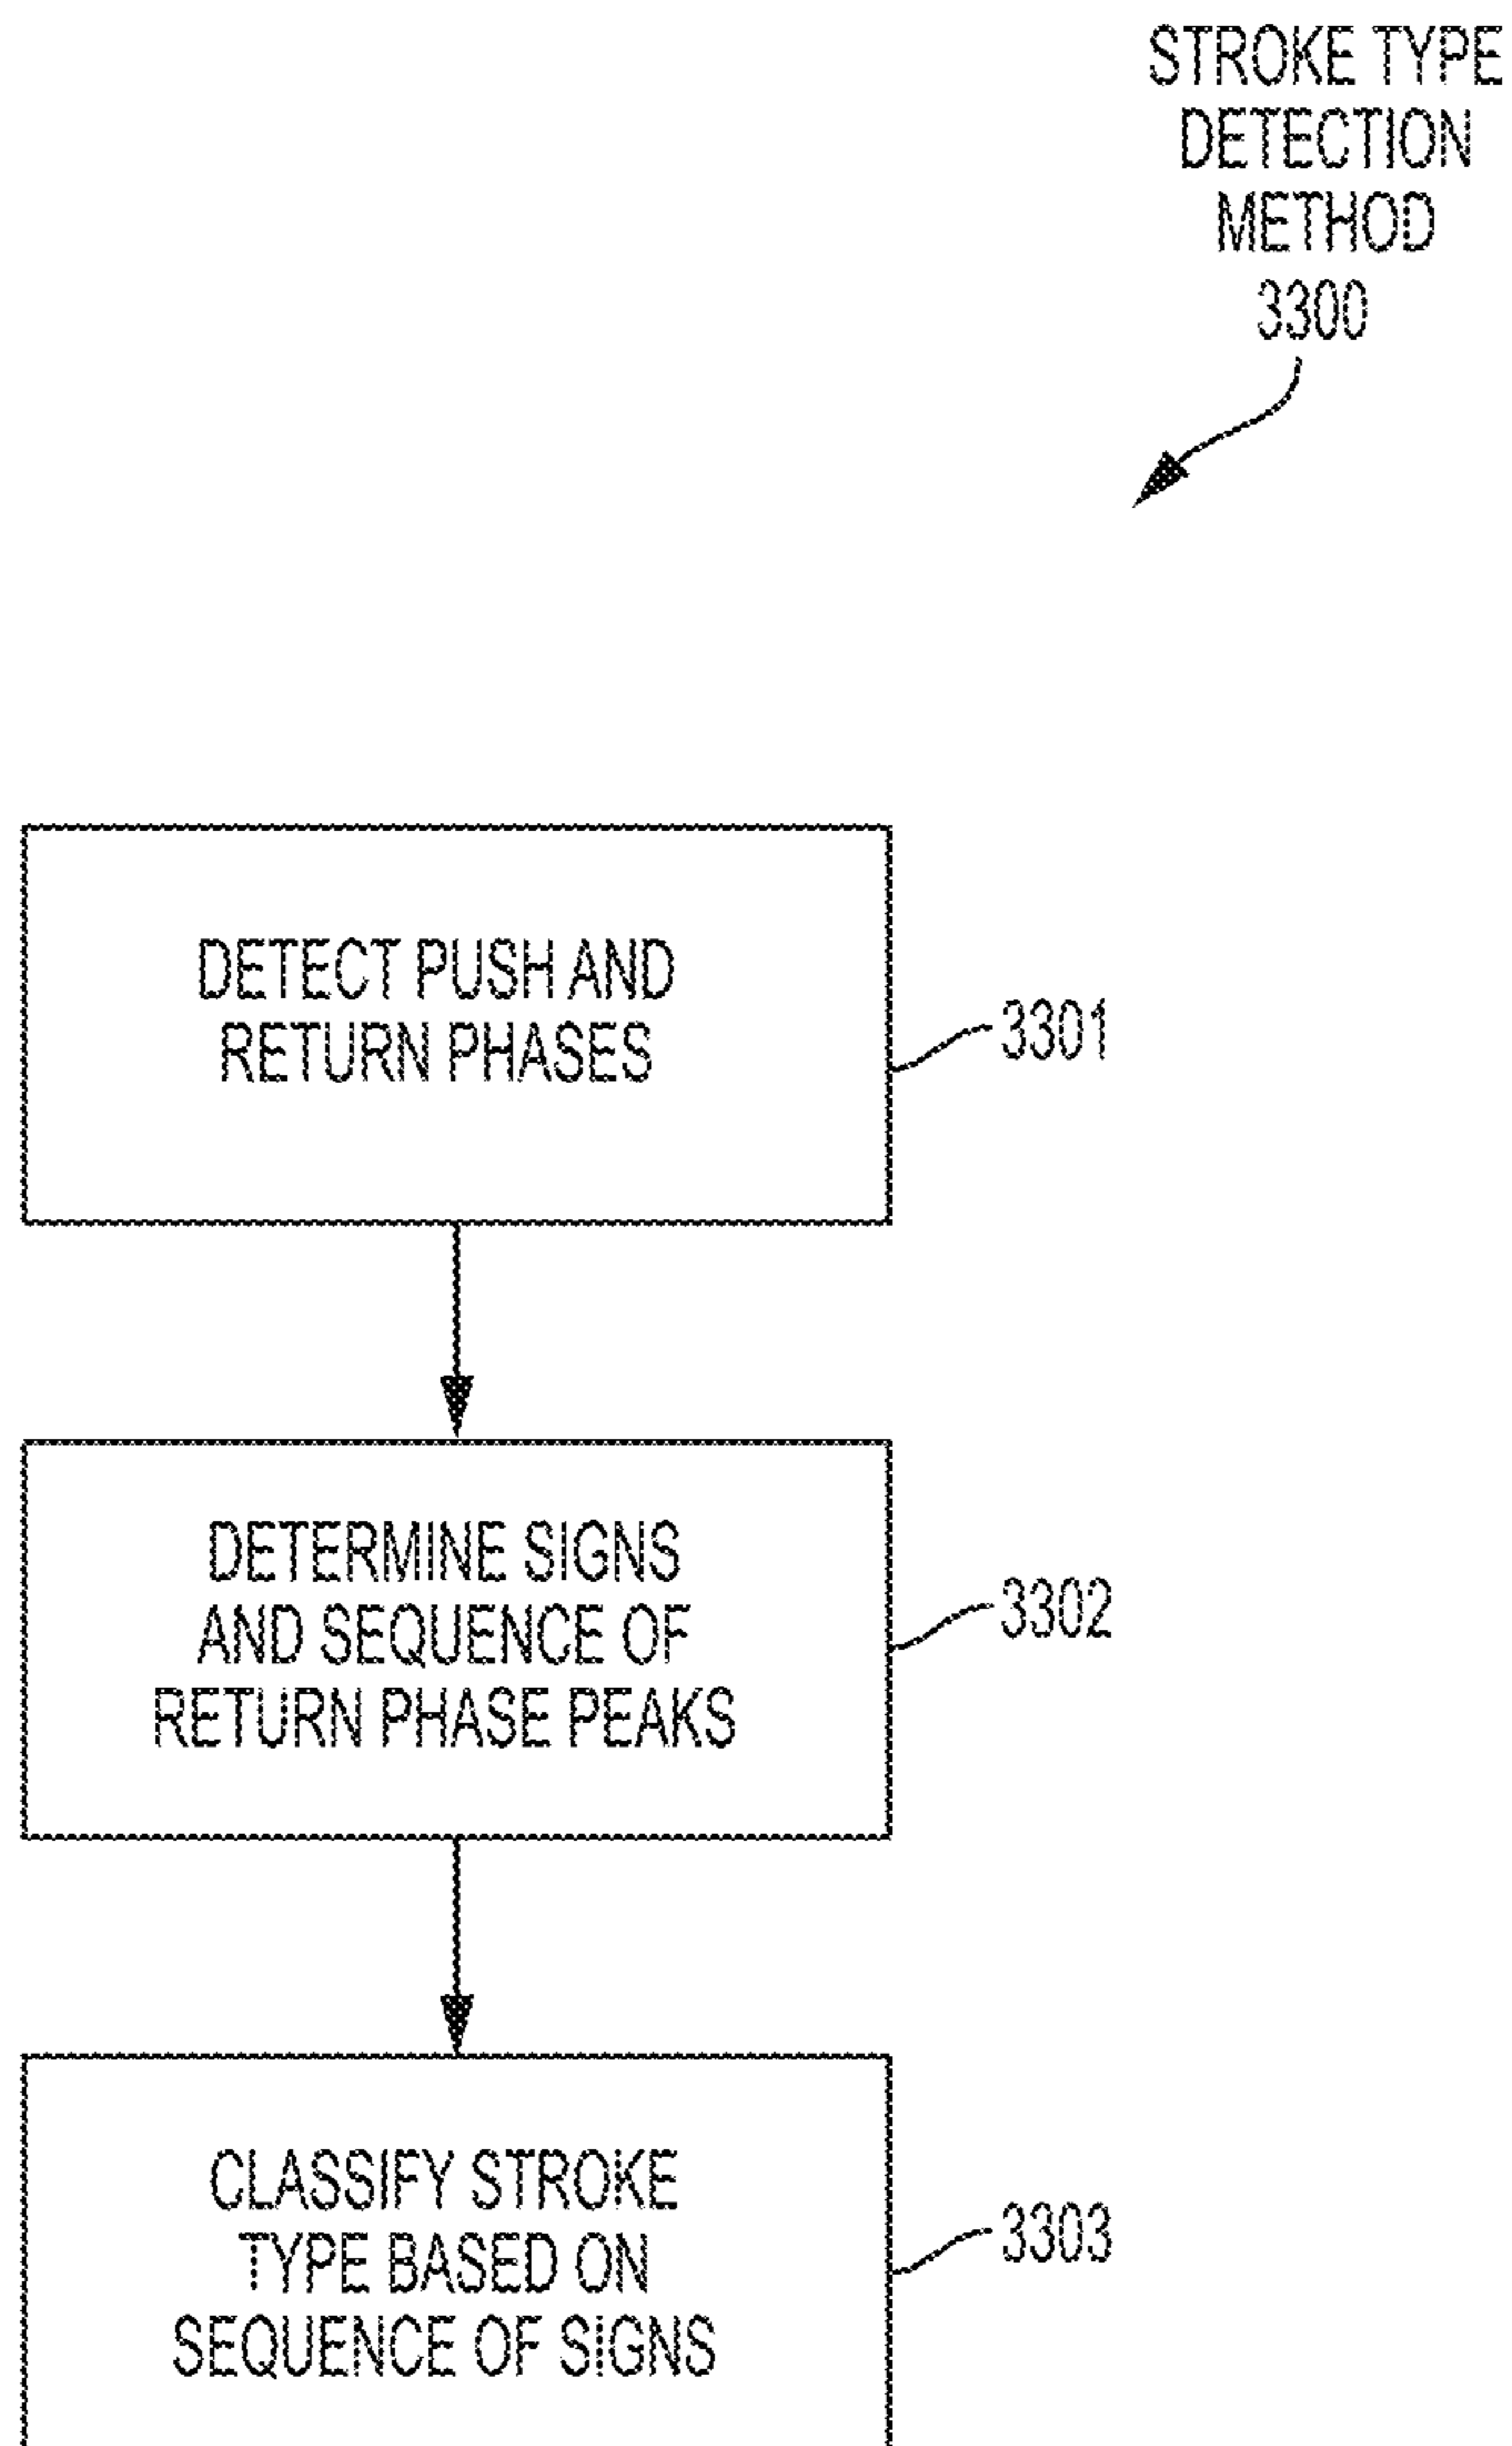 STROKE TYPE
DETECTION
METHOD
3300
DETECT PUSH AND
RETURN PHASES
3301
DETERMINE SIGNS
AND SEQUENCE OF
RETURN PHASE PEAKS
3302
CLASSIFY STROKE
TYPE BASED ON
SEQUENCE OF SIGNS
3303